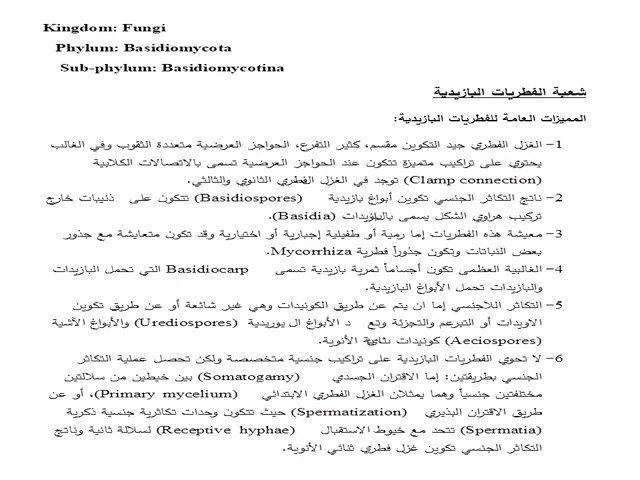 Kingdom: Fungi
Phylum: Basidiomycota
Sub-phylum: Basidiomycotina
شعبة الفطريات البازيدية
المميزات العامة للفطريات البازيدية:
1- الغزل الفطري جيد التكوين مقسم، كثير التفرع، الحواجز العرضية متعددة الثقوب وفي الغالب
يحتوي على تراكيب متميزة تتكون عند الحواجز العرضية تسمى بالاتصالات الكلابية
(Clamp connection) توجد في الغزل الفطري الثانوي والثالثي.
2- ناتج التكاثر الجنسي تكوين أبواغ بازيدية (Basidiospores) تتكون على ذنيبات خارج
تركيب هراوي الشكل يسمى بالبازيدات (Basidia).
3- معيشة هذه الفطريات إما رمية أو طفيلية إجبارية أو اختيارية وقد تكون متعايشة مع جذور
بعض النباتات وتكون جذوراً فطرية Mycorrhiza.
4- الغالبية العظمى تكون أجساماً ثمرية بازيدية تسمى Basidiocarp التي تحمل البازيدات
والبازيدات تحمل الأبواغ البازيدية.
5- التكاثر اللاجنسي إما ان يتم عن طريق الكونيدات وهي غير شائعة أو عن طريق تكوين
الاويدات أو التبرعم والتجزئة وتع د الأبواغ ال يوريدية (Urediospores) والأبواغ الآشية
(Aeciospores) كونيدات ثنائية الأنوية.
6- لا تحوي الفطريات البازيدية على تراكيب جنسية متخصصة ولكن تحصل عملية التكاثر
الجنسي بطريقتين: إما الاقتران الجسدي (Somatogamy) بين خيطين من سلالتين
مختلفتين جنسياً وهما يمثلان الغزل الفطري الابتدائي (Primary mycelium)، أو عن
طريق الاقتران البذيري (Spermatization) حيث تتكون وحدات تكاثرية جنسية ذكرية
(Spermatia) تتحد مع خيوط الاستقبال (Receptive hyphae) لسلالة ثانية وناتج
التكاثر الجنسي تكوين غزل فطري ثنائي الأنوية.